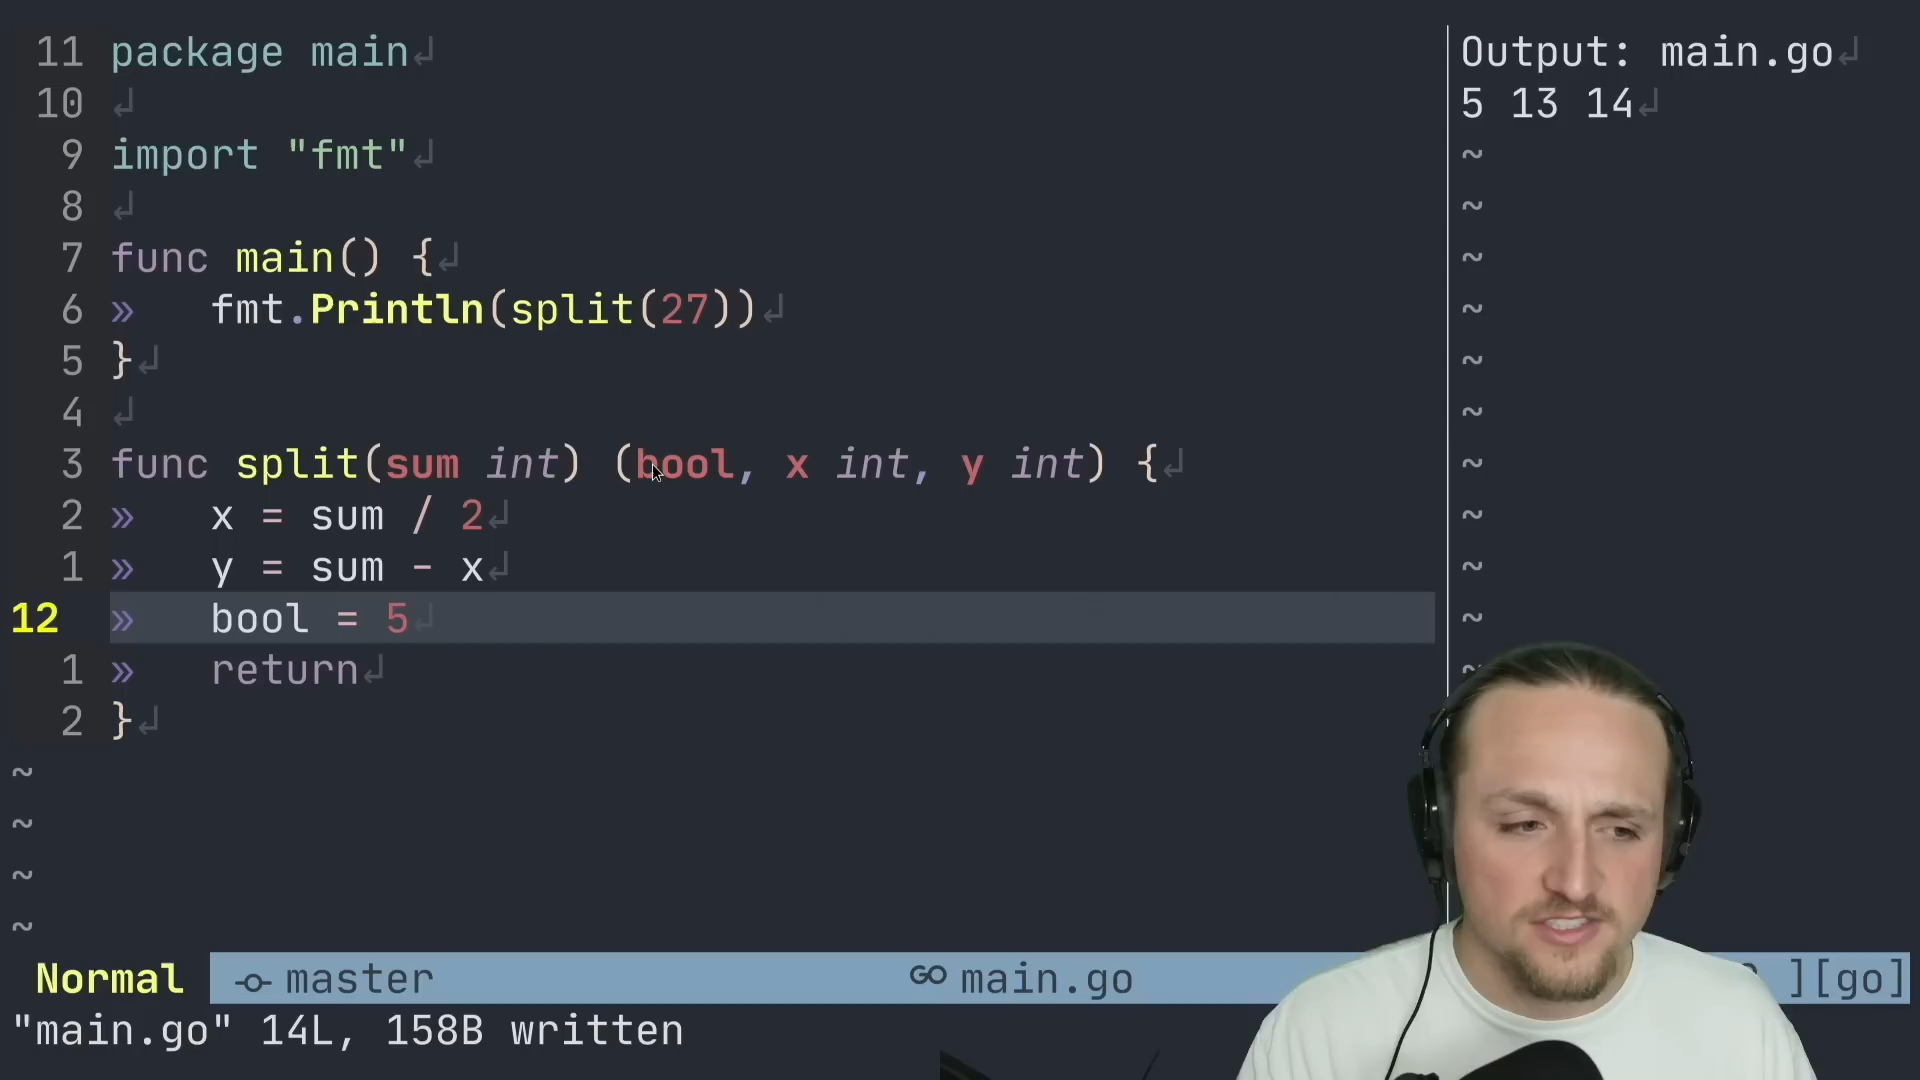 11 package main↲
10 ↲
9 import "fmt"↲
8 ↲
7 func main() {↲
6 »   fmt.Println(split(27))↲
5 }↲
4 ↲
3 func split(sum int) (bool, x int, y int) {↲
2 »   x = sum / 2↲
1 »   y = sum - x↲
12 »   bool = 5↲
1 »   return↲
2 }↲
~
~
~
~
Output: main.go↲
5 13 14↲
~
~
~
~
~
~
~
~
~
~
~
Normal master main.go ][go]
"main.go" 14L, 158B written